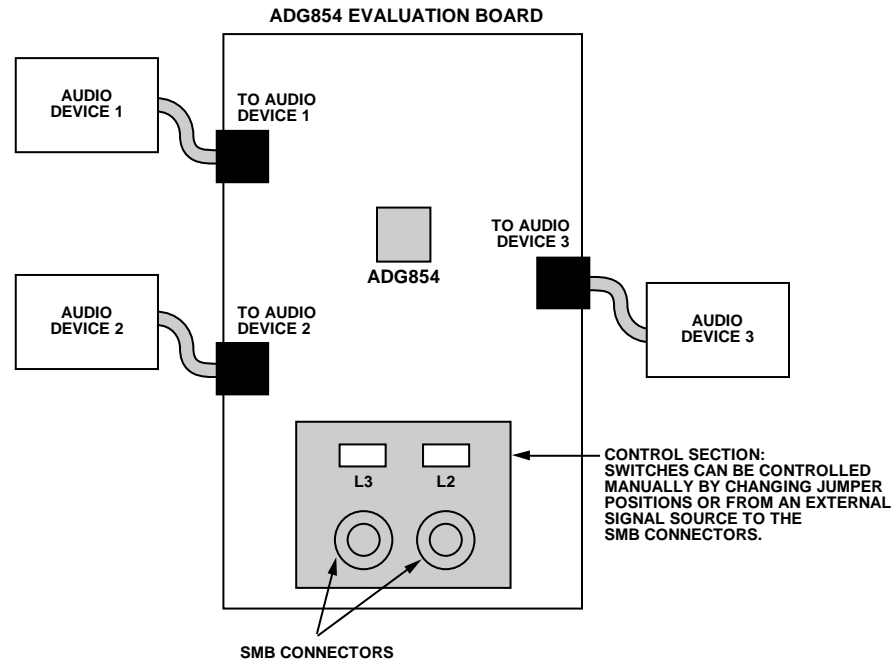 ADG854 EVALUATION BOARD
AUDIO
DEVICE 1
TO AUDIO
DEVICE 1
TO AUDIO
DEVICE 3
ADG854
AUDIO
DEVICE 2
TO AUDIO
DEVICE 2
AUDIO
DEVICE 3
L3
L2
CONTROL SECTION:
SWITCHES CAN BE CONTROLLED
MANUALLY BY CHANGING JUMPER
POSITIONS OR FROM AN EXTERNAL
SIGNAL SOURCE TO THE
SMB CONNECTORS.
SMB CONNECTORS